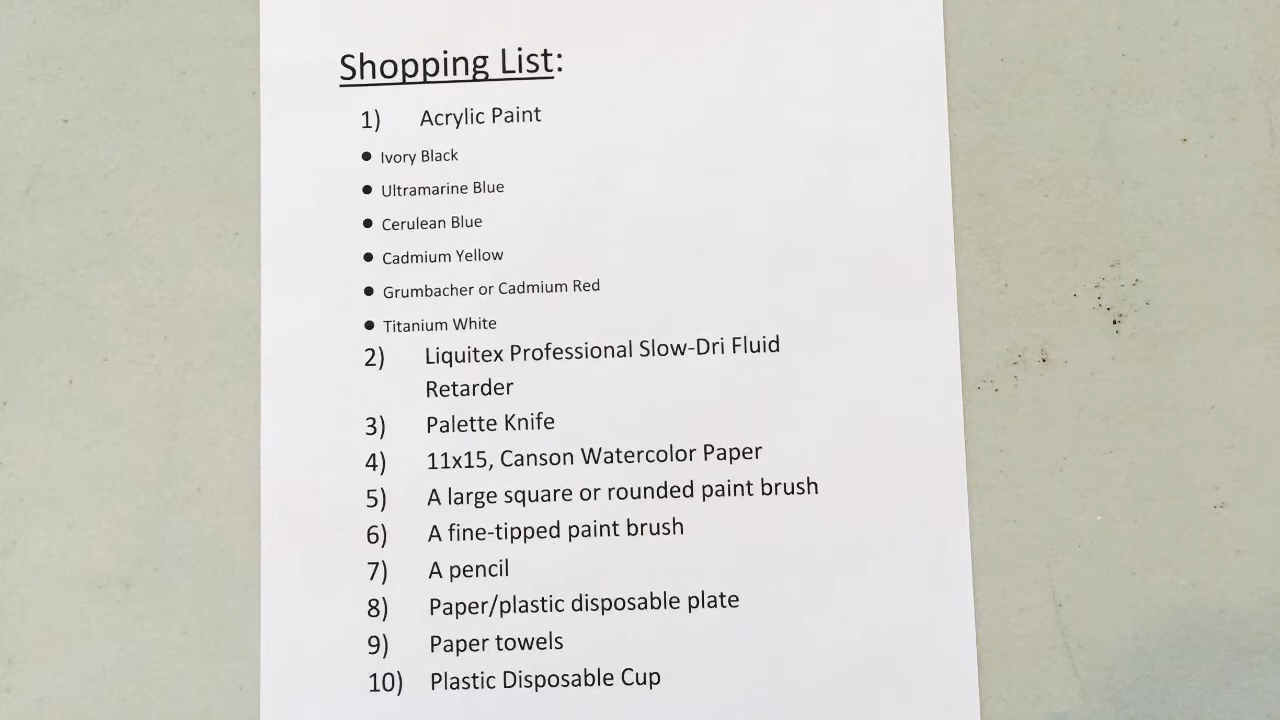 Shopping List:
1) Acrylic Paint
● Ivory Black
● Ultramarine Blue
● Cerulean Blue
● Cadmium Yellow
● Grumbacher or Cadmium Red
● Titanium White
2) Liquitex Professional Slow-Dri Fluid
Retarder
3) Palette Knife
4) 11x15, Canson Watercolor Paper
5) A large square or rounded paint brush
6) A fine-tipped paint brush
7) A pencil
8) Paper/plastic disposable plate
9) Paper towels
10) Plastic Disposable Cup